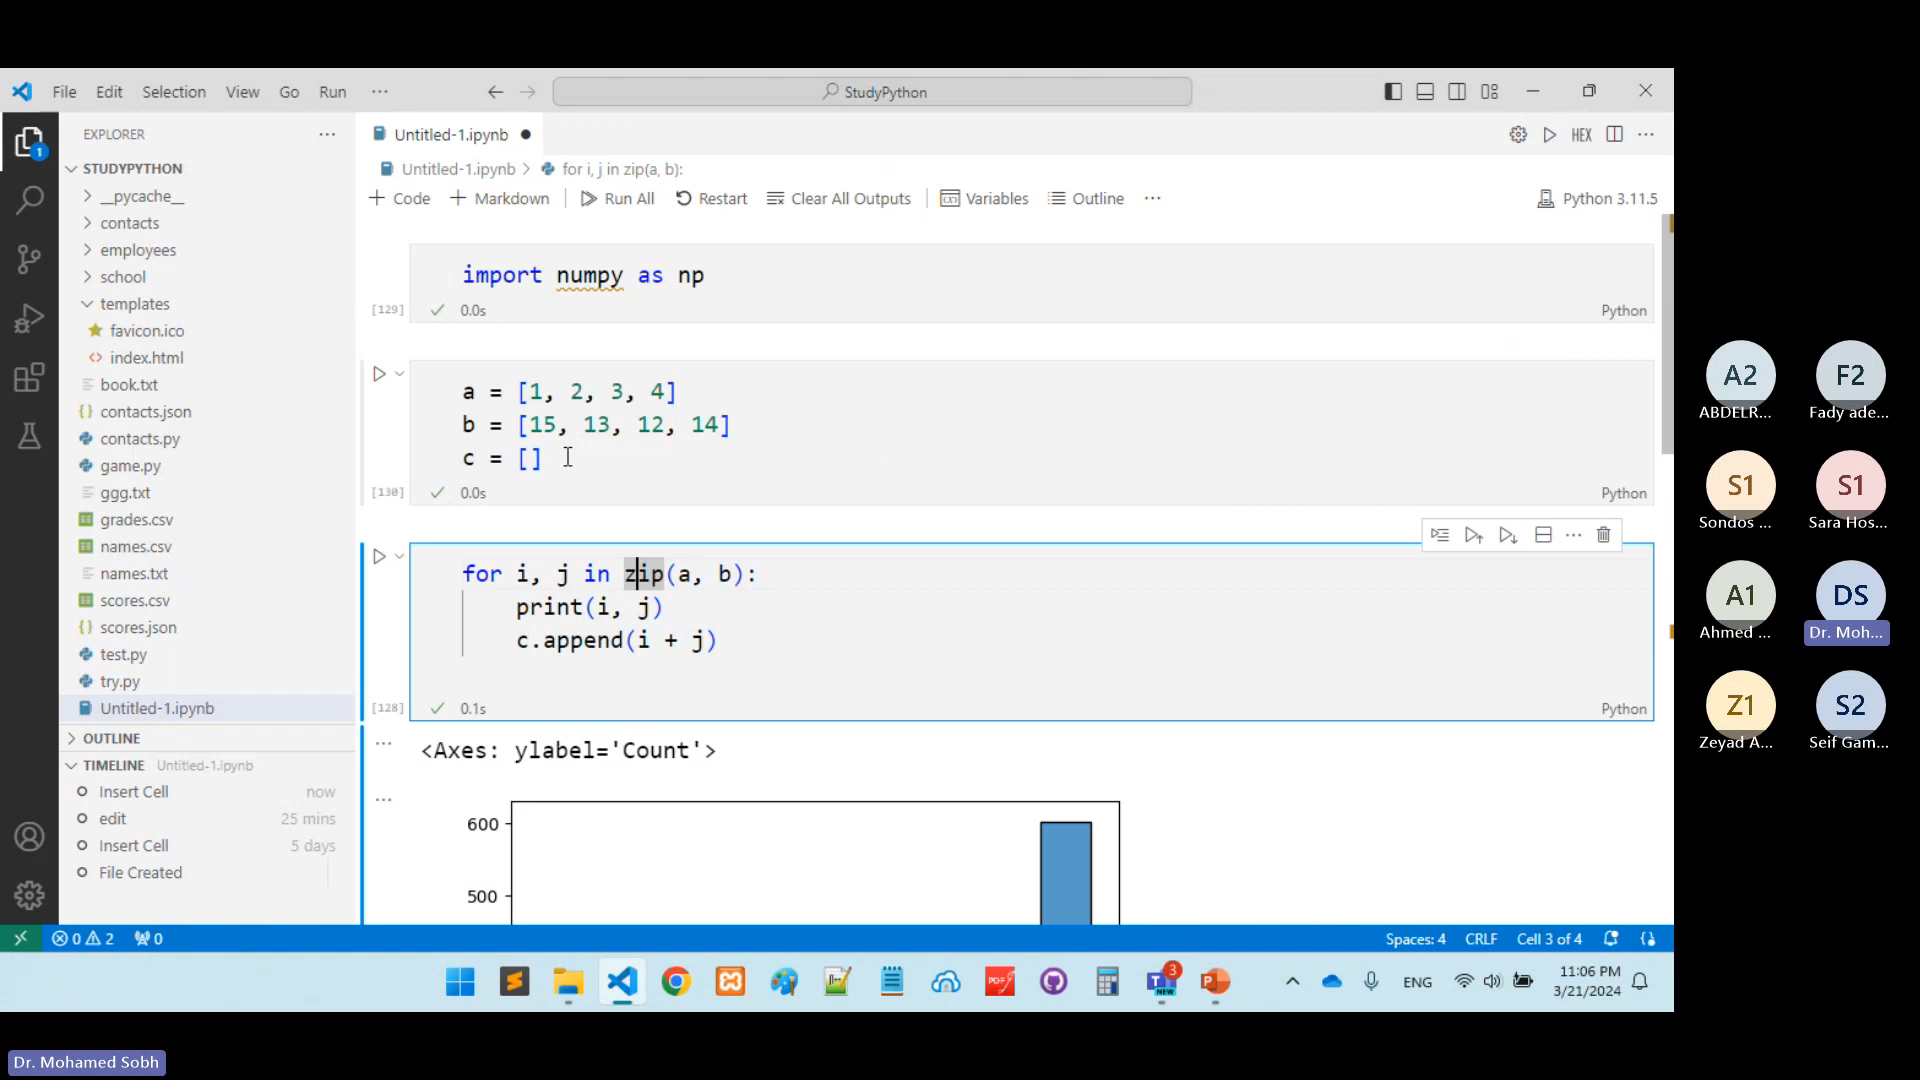 File Edit Selection View Go Run ··· StudyPython
EXPLORER ···
Untitled-1.ipynb
HEX ···
STUDYPYTHON
Untitled-1.ipynb > for i, j in zip(a, b):
+ Code + Markdown Run All Restart Clear All Outputs Variables Outline ··· Python 3.11.5
__pycache__
contacts
employees
school
templates
favicon.ico
index.html
book.txt
contacts.json
contacts.py
game.py
ggg.txt
grades.csv
names.csv
names.txt
scores.csv
scores.json
test.py
try.py
Untitled-1.ipynb
OUTLINE
TIMELINE Untitled-1.ipynb
Insert Cell now
edit 25 mins
Insert Cell 5 days
File Created
import numpy as np
[129] 0.0s Python
a = [1, 2, 3, 4]
b = [15, 13, 12, 14]
c = []
[130] 0.0s Python
for i, j in zip(a, b):
print(i, j)
c.append(i + j)
[128] 0.1s Python
<Axes: ylabel='Count'>
600
500
0 2 0 Spaces: 4 CRLF Cell 3 of 4
ENG 11:06 PM
3/21/2024
1
3
NEW
PDF
A2 F2
ABDELR... Fady ade...
S1 S1
Sondos ... Sara Hos...
A1 DS
Ahmed ... Dr. Moh...
Z1 S2
Zeyad A... Seif Gam...
Dr. Mohamed Sobh